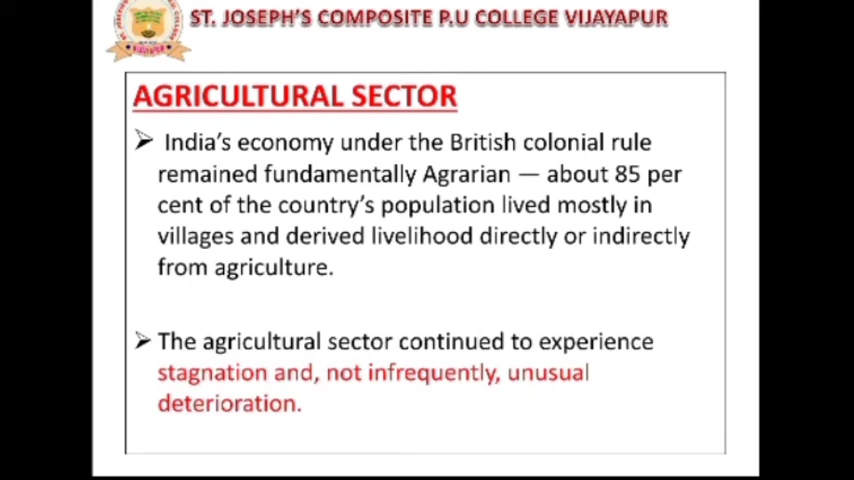 ST. JOSEPH'S COMPOSITE P.U COLLEGE VIJAYAPUR
AGRICULTURAL SECTOR
➢ India's economy under the British colonial rule
remained fundamentally Agrarian — about 85 per
cent of the country's population lived mostly in
villages and derived livelihood directly or indirectly
from agriculture.
➢ The agricultural sector continued to experience
stagnation and, not infrequently, unusual
deterioration.